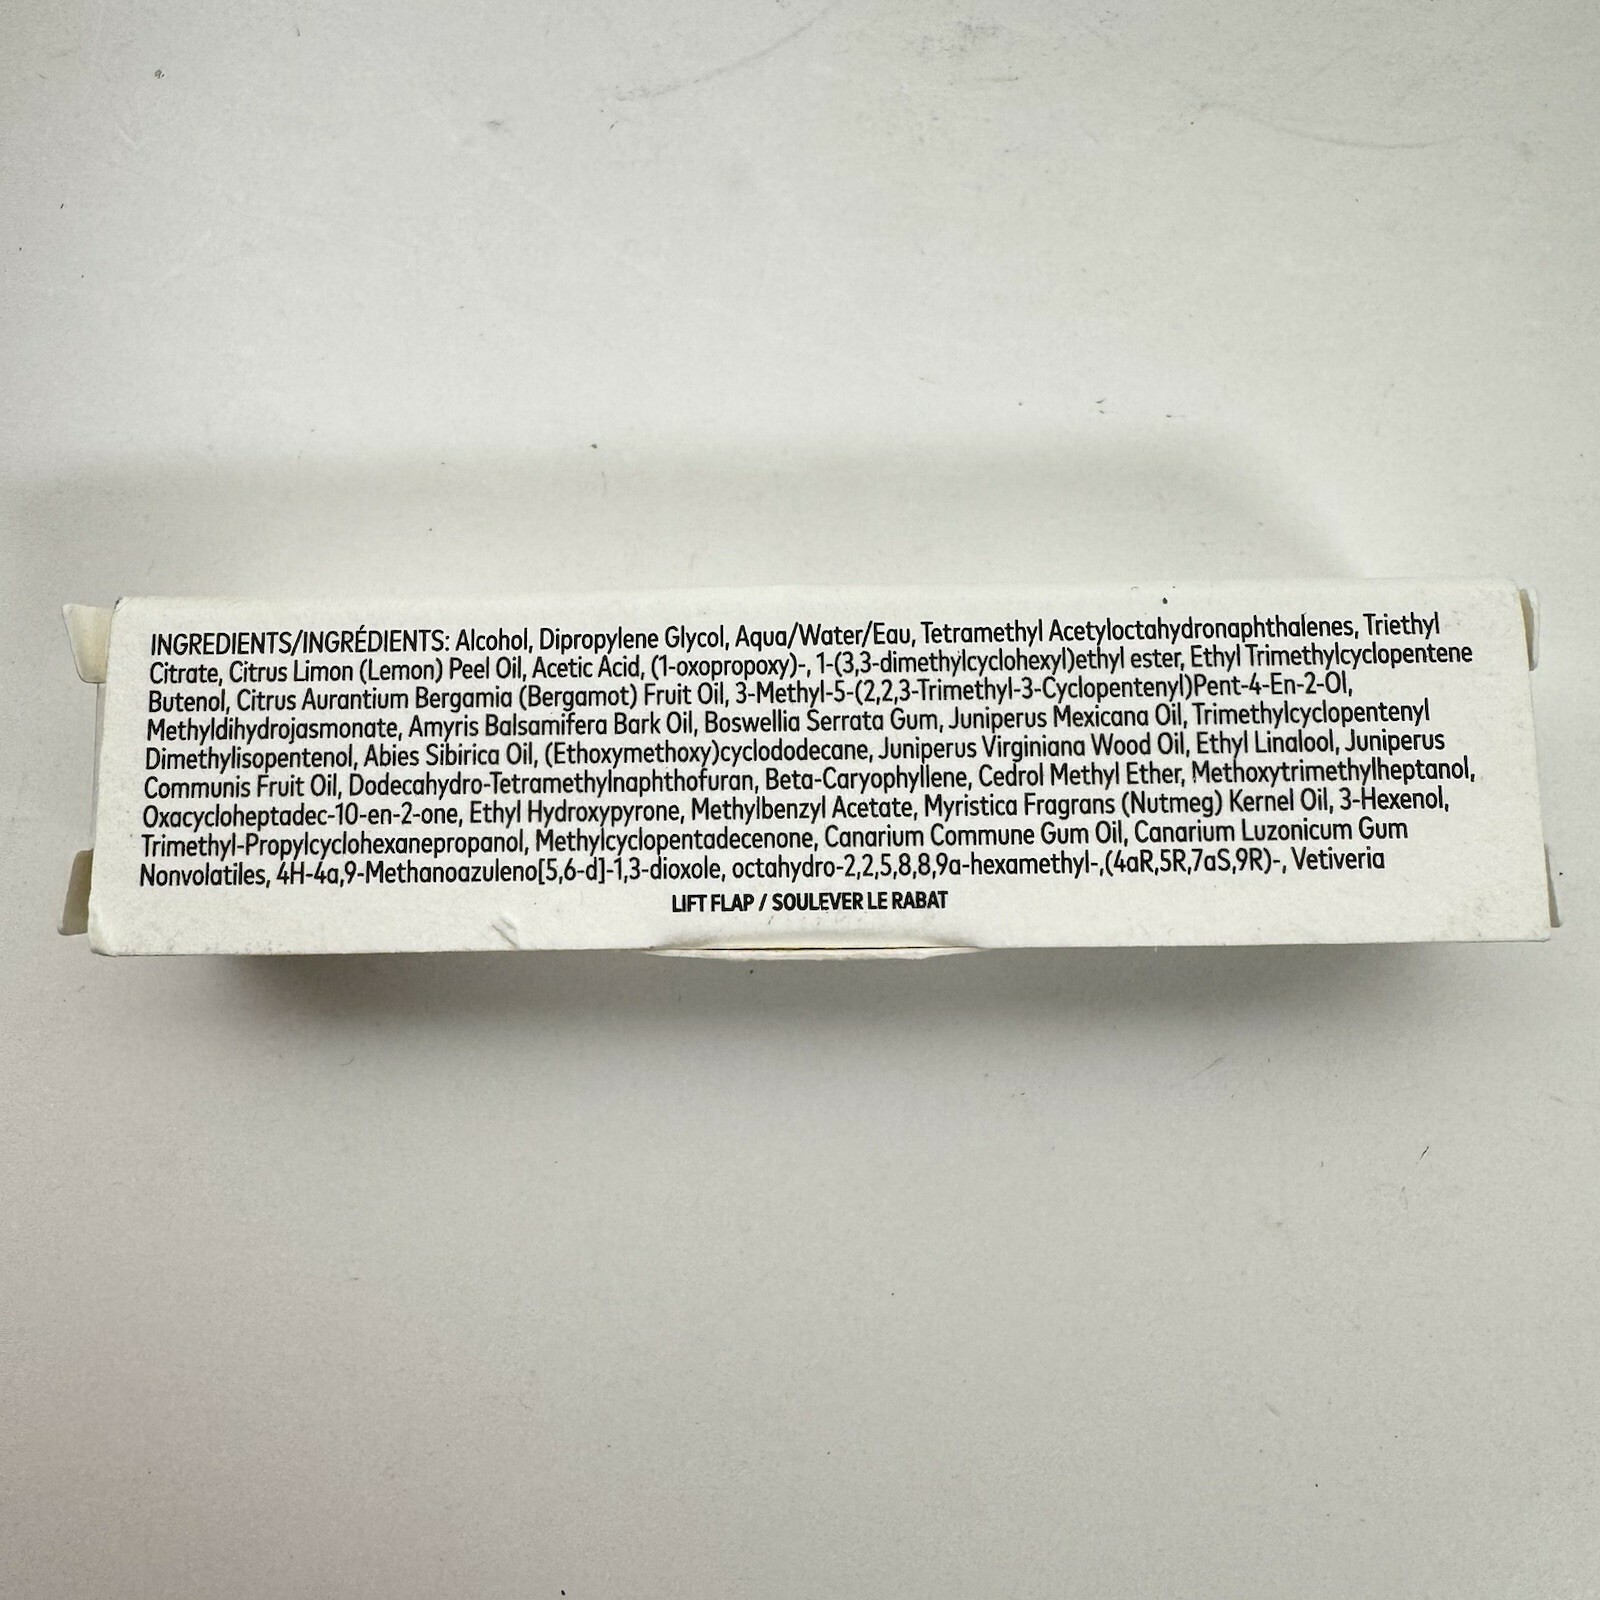 INGREDIENTS/INGRÉDIENTS: Alcohol, Dipropylene Glycol, Aqua/Water/Eau, Tetramethyl Acetyloctahydronaphthalenes, Triethyl
Citrate, Citrus Limon (Lemon) Peel Oil, Acetic Acid, (1-oxopropoxy)-, 1-(3,3-dimethylcyclohexyl)ethyl ester, Ethyl Trimethylcyclopentene
Butenol, Citrus Aurantium Bergamia (Bergamot) Fruit Oil, 3-Methyl-5-(2,2,3-Trimethyl-3-Cyclopentenyl)Pent-4-En-2-Ol,
Methyldihydrojasmonate, Amyris Balsamifera Bark Oil, Boswellia Serrata Gum, Juniperus Mexicana Oil, Trimethylcyclopentenyl
Dimethylisopentenol, Abies Sibirica Oil, (Ethoxymethoxy)cyclododecane, Juniperus Virginiana Wood Oil, Ethyl Linalool, Juniperus
Communis Fruit Oil, Dodecahydro-Tetramethylnaphthofuran, Beta-Caryophyllene, Cedrol Methyl Ether, Methoxytrimethylheptanol,
Oxacycloheptadec-10-en-2-one, Ethyl Hydroxypyrone, Methylbenzyl Acetate, Myristica Fragrans (Nutmeg) Kernel Oil, 3-Hexenol,
Trimethyl-Propylcyclohexanepropanol, Methylcyclopentadecenone, Canarium Commune Gum Oil, Canarium Luzonicum Gum
Nonvolatiles, 4H-4a,9-Methanoazuleno[5,6-d]-1,3-dioxole, octahydro-2,2,5,8,8,9a-hexamethyl-,(4aR,5R,7aS,9R)-, Vetiveria
LIFT FLAP / SOULEVER LE RABAT